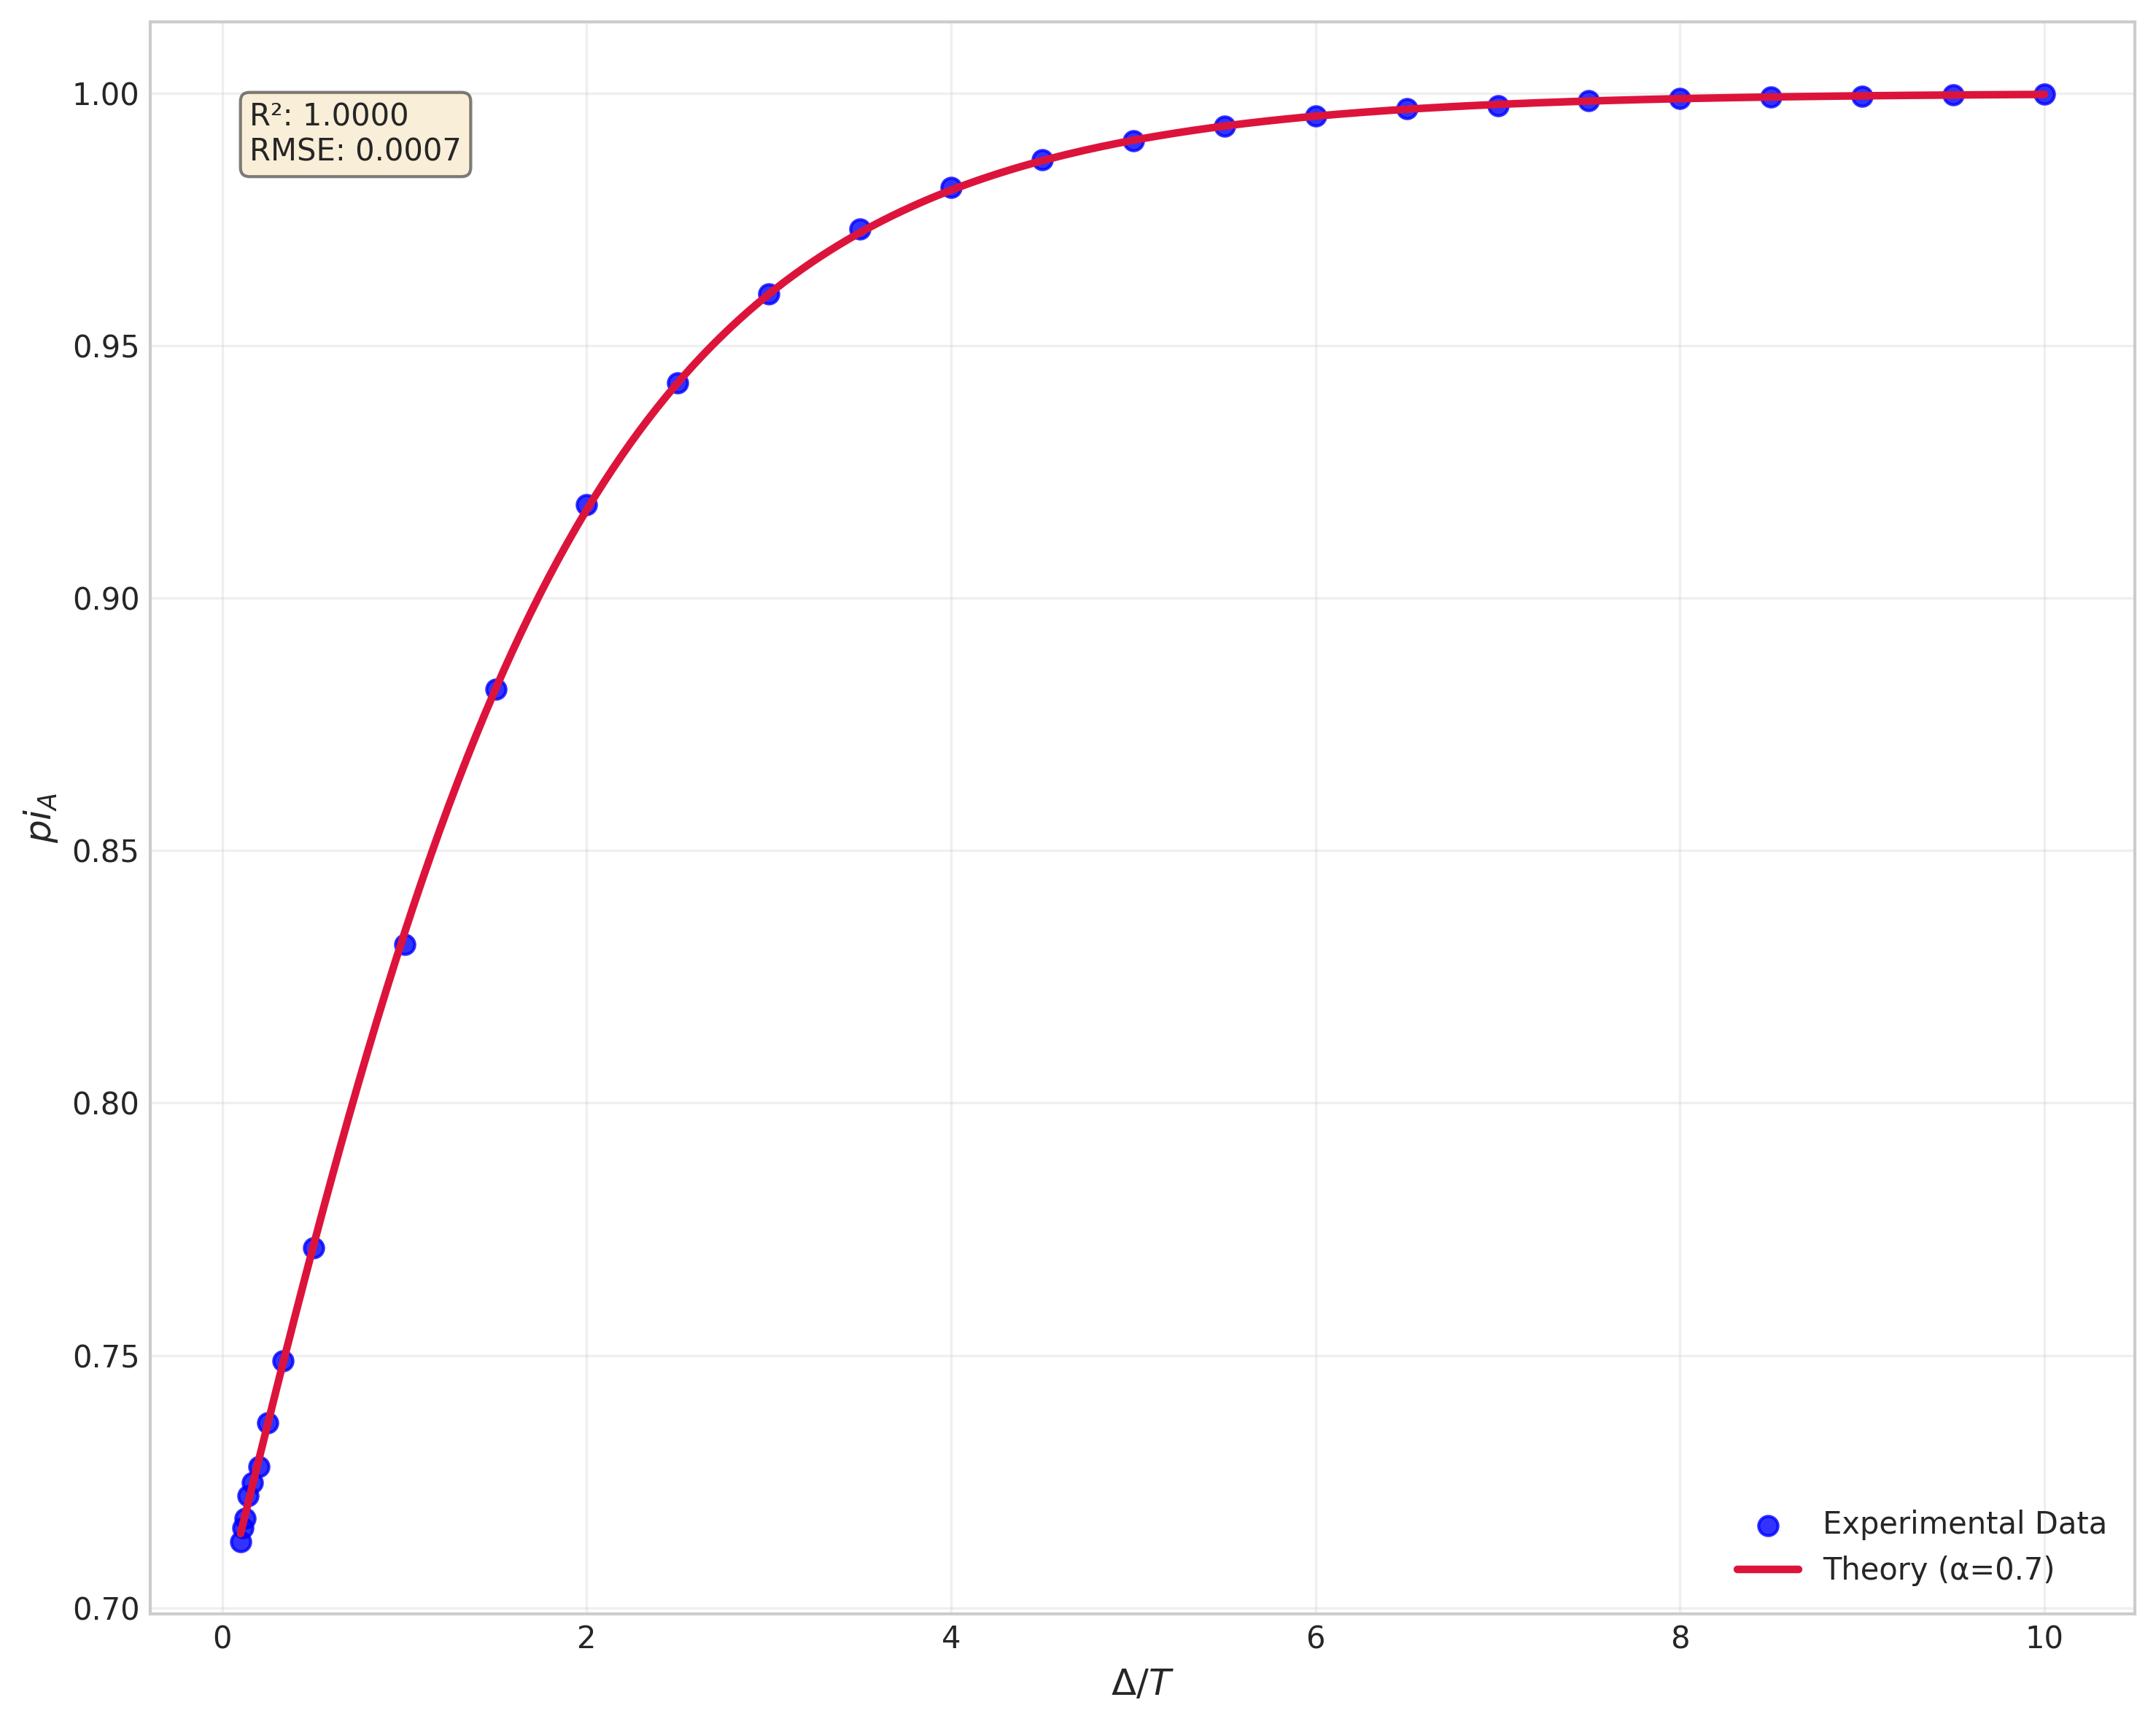 R²: 1.0000
RMSE: 0.0007
1.00
0.95
0.90
0.85
0.80
0.75
0.70
pi_A
Experimental Data
Theory (α=0.7)
0 2 4 6 8 10
Δ/T